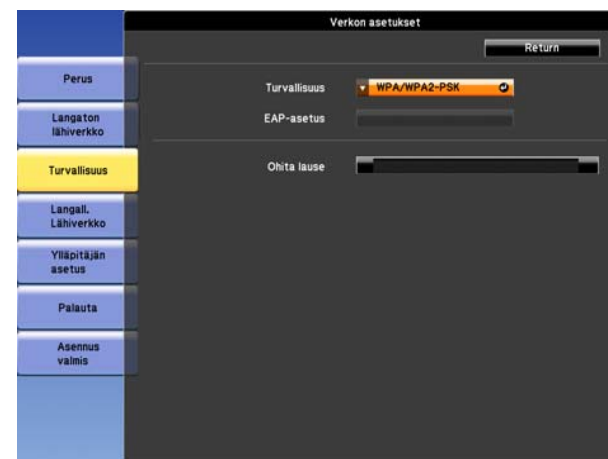 Verkon asetukset
Return
Perus
Langaton
lähiverkko
Turvallisuus
Langall.
Lähiverkko
Ylläpitäjän
asetus
Palauta
Asennus
valmis
Turvallisuus WPA/WPA2-PSK
EAP-asetus
Ohita lause